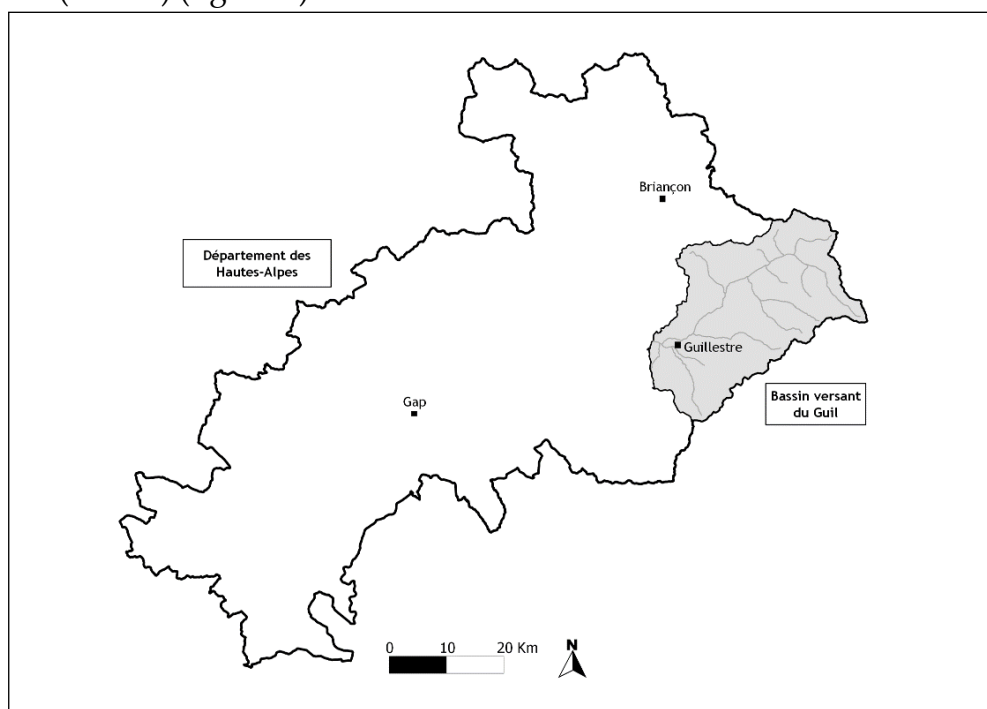 Briançon
Département des
Hautes-Alpes
Guillestre
Bassin versant
du Guil
Gap
0 10 20 Km
N